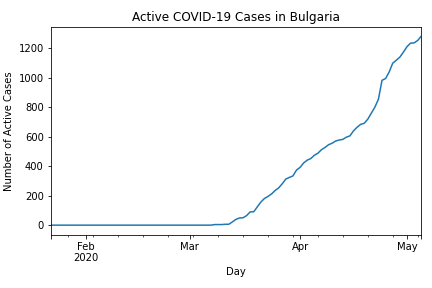 Active COVID-19 Cases in Bulgaria
Number of Active Cases
1200
1000
800
600
400
200
0
Feb
2020
Mar
Apr
May
Day